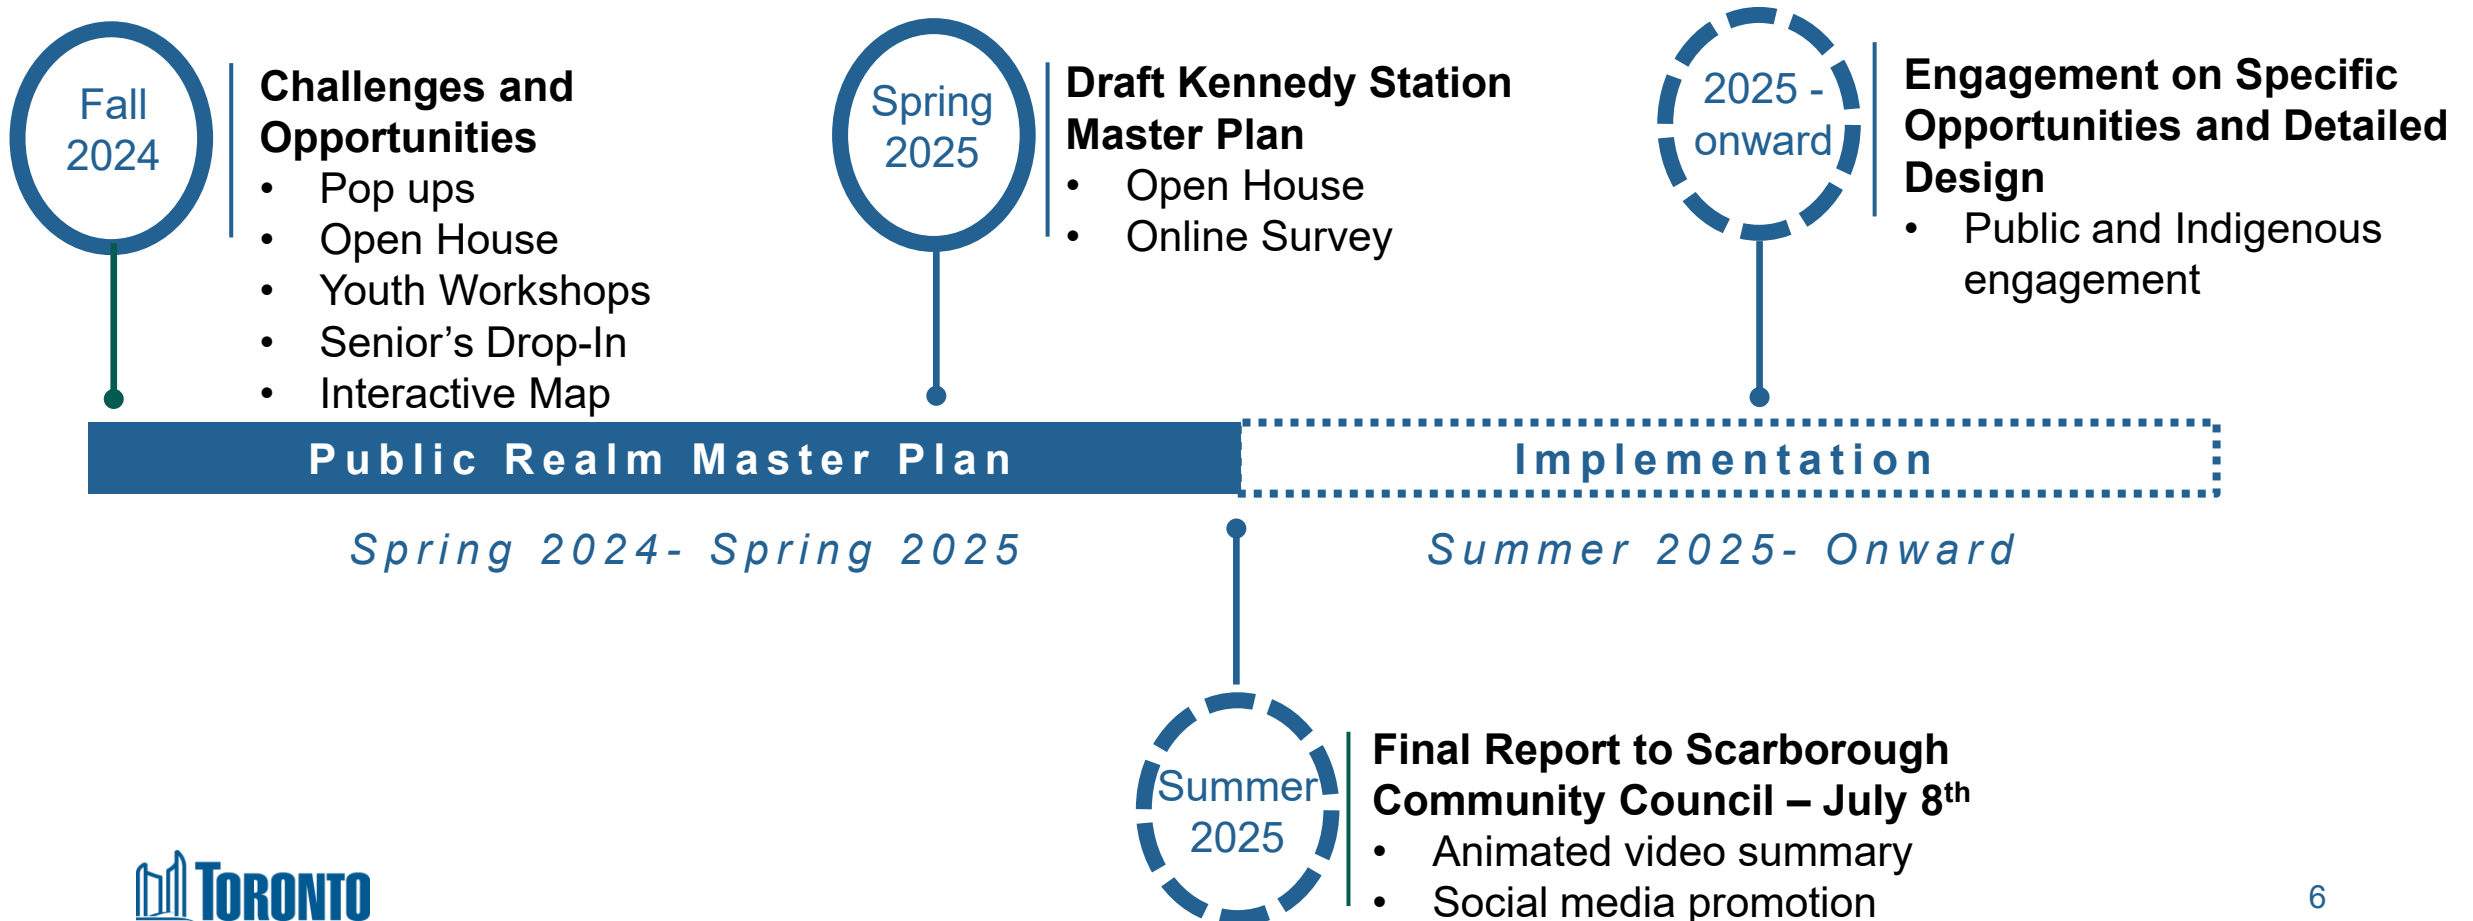 Fall
2024
Challenges and
Opportunities
• Pop ups
• Open House
• Youth Workshops
• Senior’s Drop-In
• Interactive Map
Spring
2025
Draft Kennedy Station
Master Plan
• Open House
• Online Survey
2025 -
onward
Engagement on Specific
Opportunities and Detailed
Design
• Public and Indigenous
engagement
Public Realm Master Plan
Implementation
Spring 2024- Spring 2025
Summer 2025- Onward
Summer
2025
Final Report to Scarborough
Community Council – July 8th
• Animated video summary
• Social media promotion
TORONTO
6